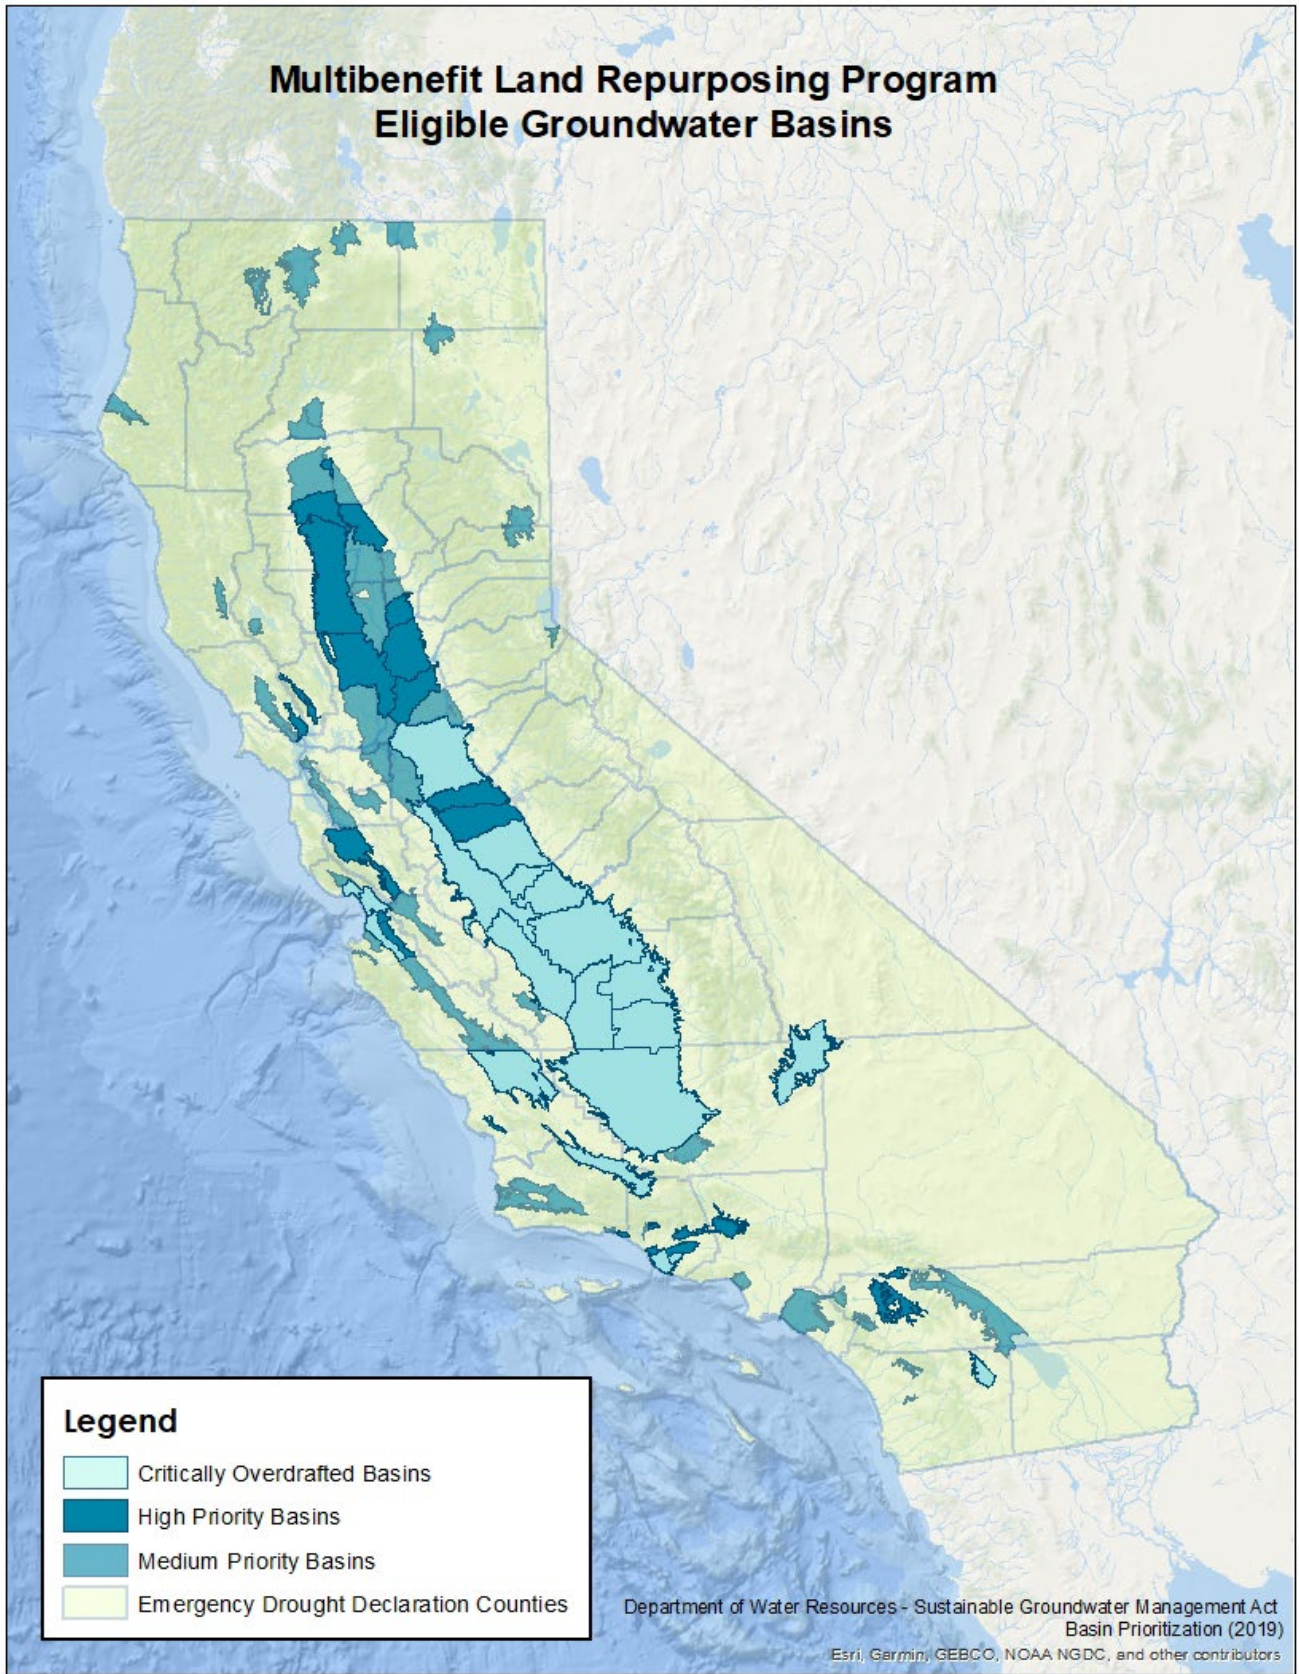 Multibenefit Land Repurposing Program
Eligible Groundwater Basins
Legend
Critically Overdrafted Basins
High Priority Basins
Medium Priority Basins
Emergency Drought Declaration Counties
Department of Water Resources - Sustainable Groundwater Management Act
Basin Prioritization (2019)
Esri, Garmin, GEBCO, NOAA NGDC, and other contributors